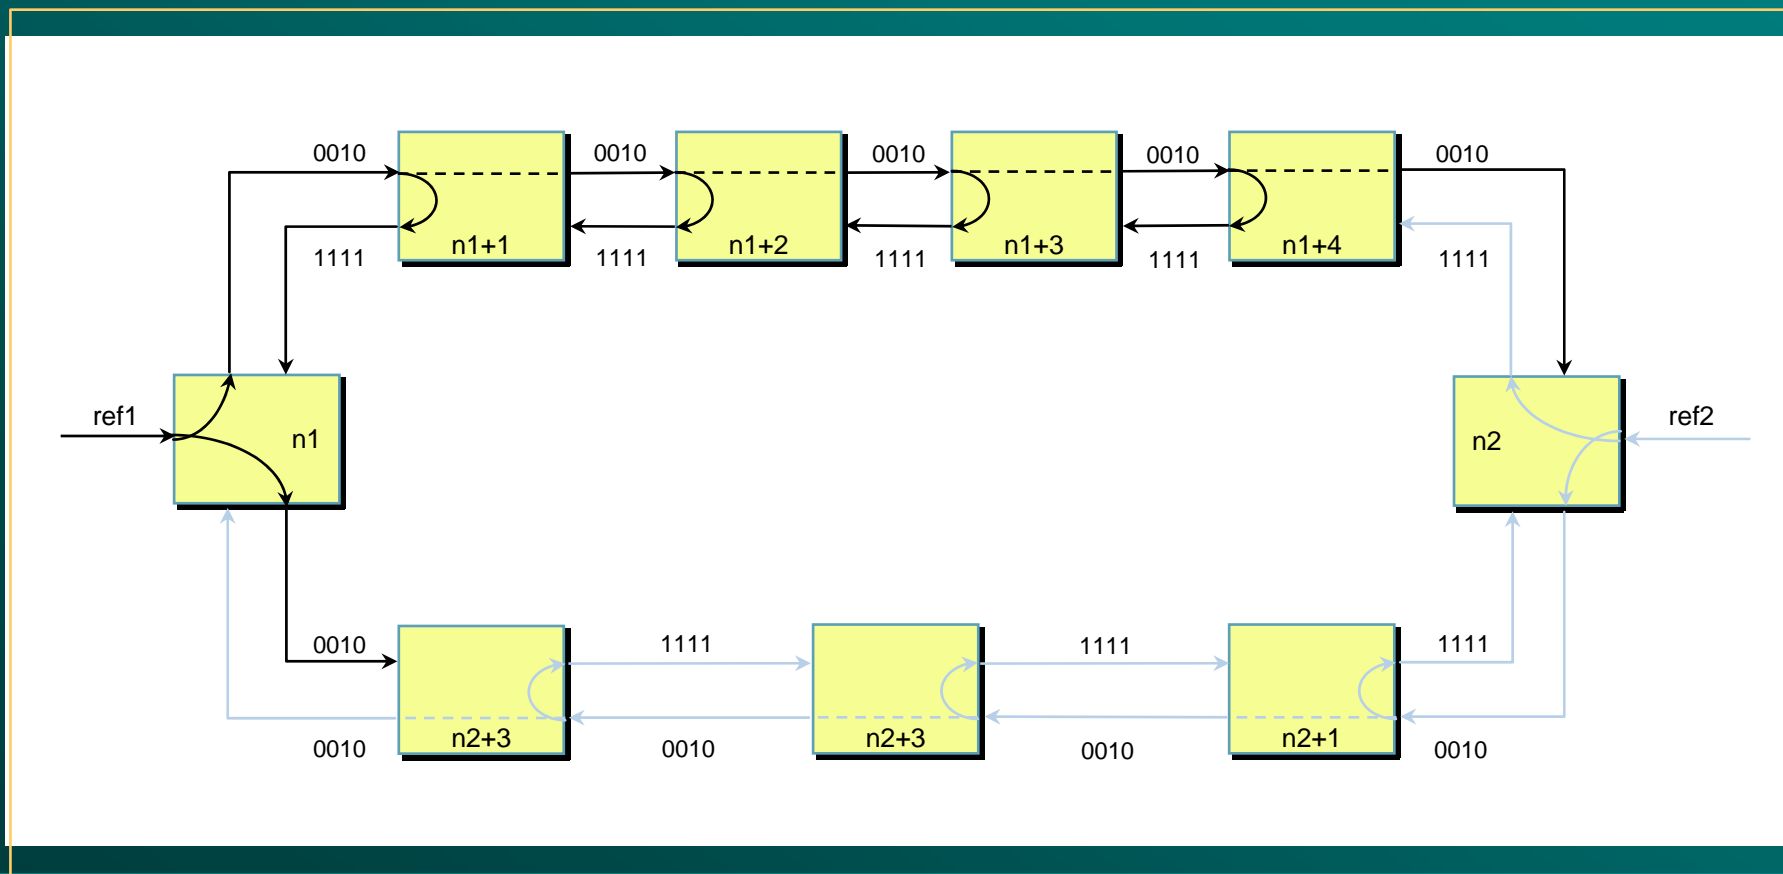 0010 0010 0010 0010 0010
n1+1 n1+2 n1+3 n1+4
1111 1111 1111 1111 1111
ref1 n1 n2 ref2
0010 1111 1111 1111
n2+3 n2+3 n2+1
0010 0010 0010 0010